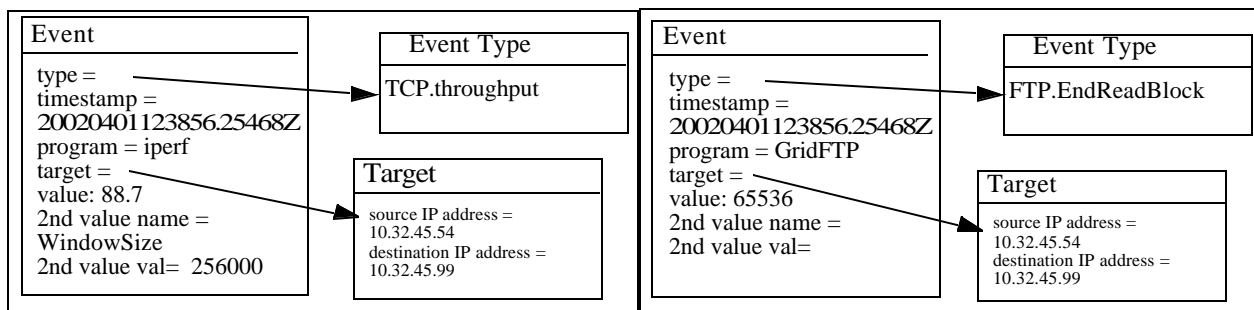 Event
type =
timestamp =
20020401123856.25468Z
program = iperf
target =
value: 88.7
2nd value name =
WindowSize
2nd value val= 256000
Event Type
TCP.throughput
Target
source IP address =
10.32.45.54
destination IP address =
10.32.45.99
Event
type =
timestamp =
20020401123856.25468Z
program = GridFTP
target =
value: 65536
2nd value name =
2nd value val=
Event Type
FTP.EndReadBlock
Target
source IP address =
10.32.45.54
destination IP address =
10.32.45.99